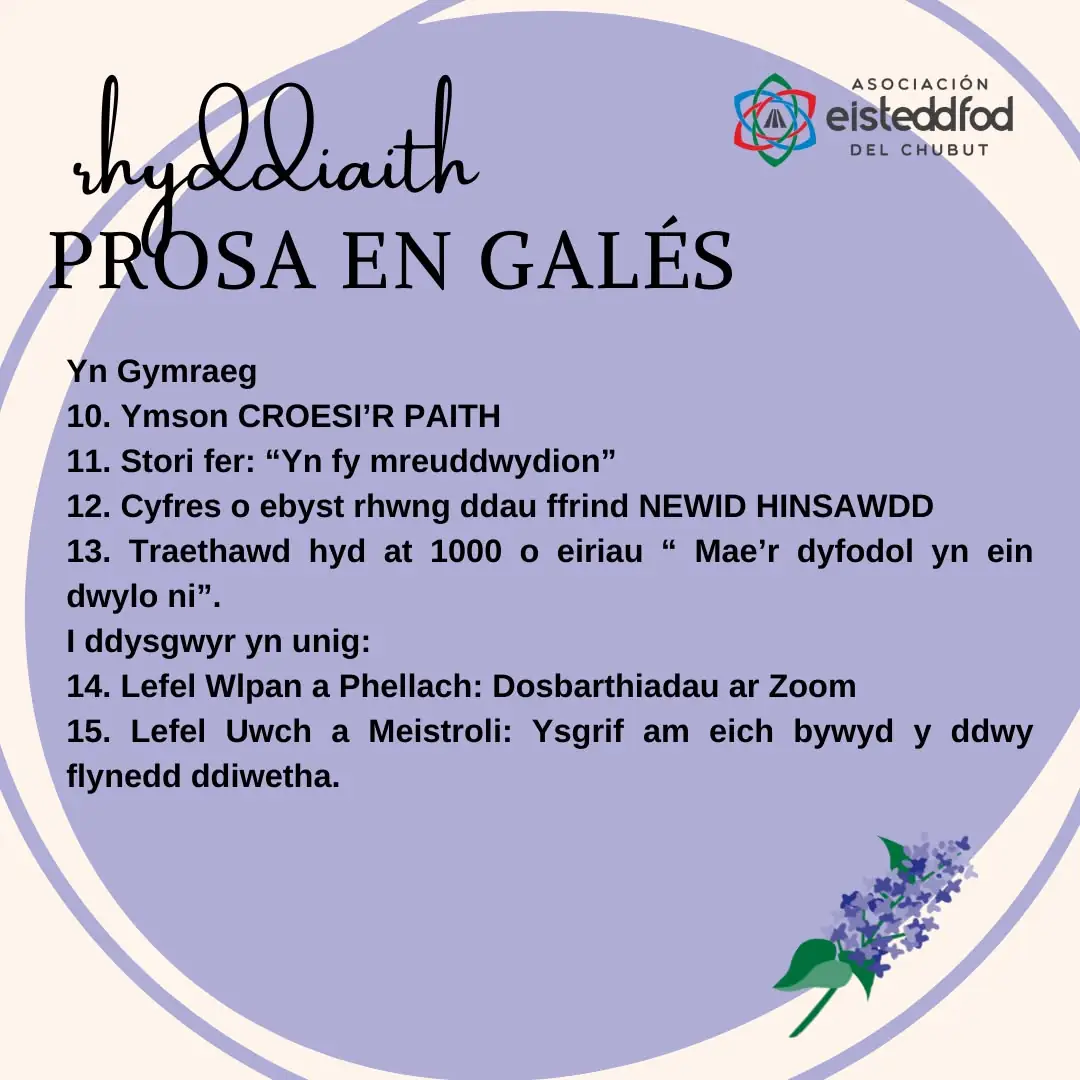 rhyddiaith
ASOCIACIÓN
eisteddfod
DEL CHUBUT
PROSA EN GALÉS
Yn Gymraeg
10. Ymson CROESI’R PAITH
11. Stori fer: “Yn fy mreuddwydion”
12. Cyfres o ebyst rhwng ddau ffrind NEWID HINSAWDD
13. Traethawd hyd at 1000 o eiriau “ Mae’r dyfodol yn ein
dwylo ni”.
I ddysgwyr yn unig:
14. Lefel Wlpan a Phellach: Dosbarthiadau ar Zoom
15. Lefel Uwch a Meistroli: Ysgrif am eich bywyd y ddwy
flynedd ddiwetha.